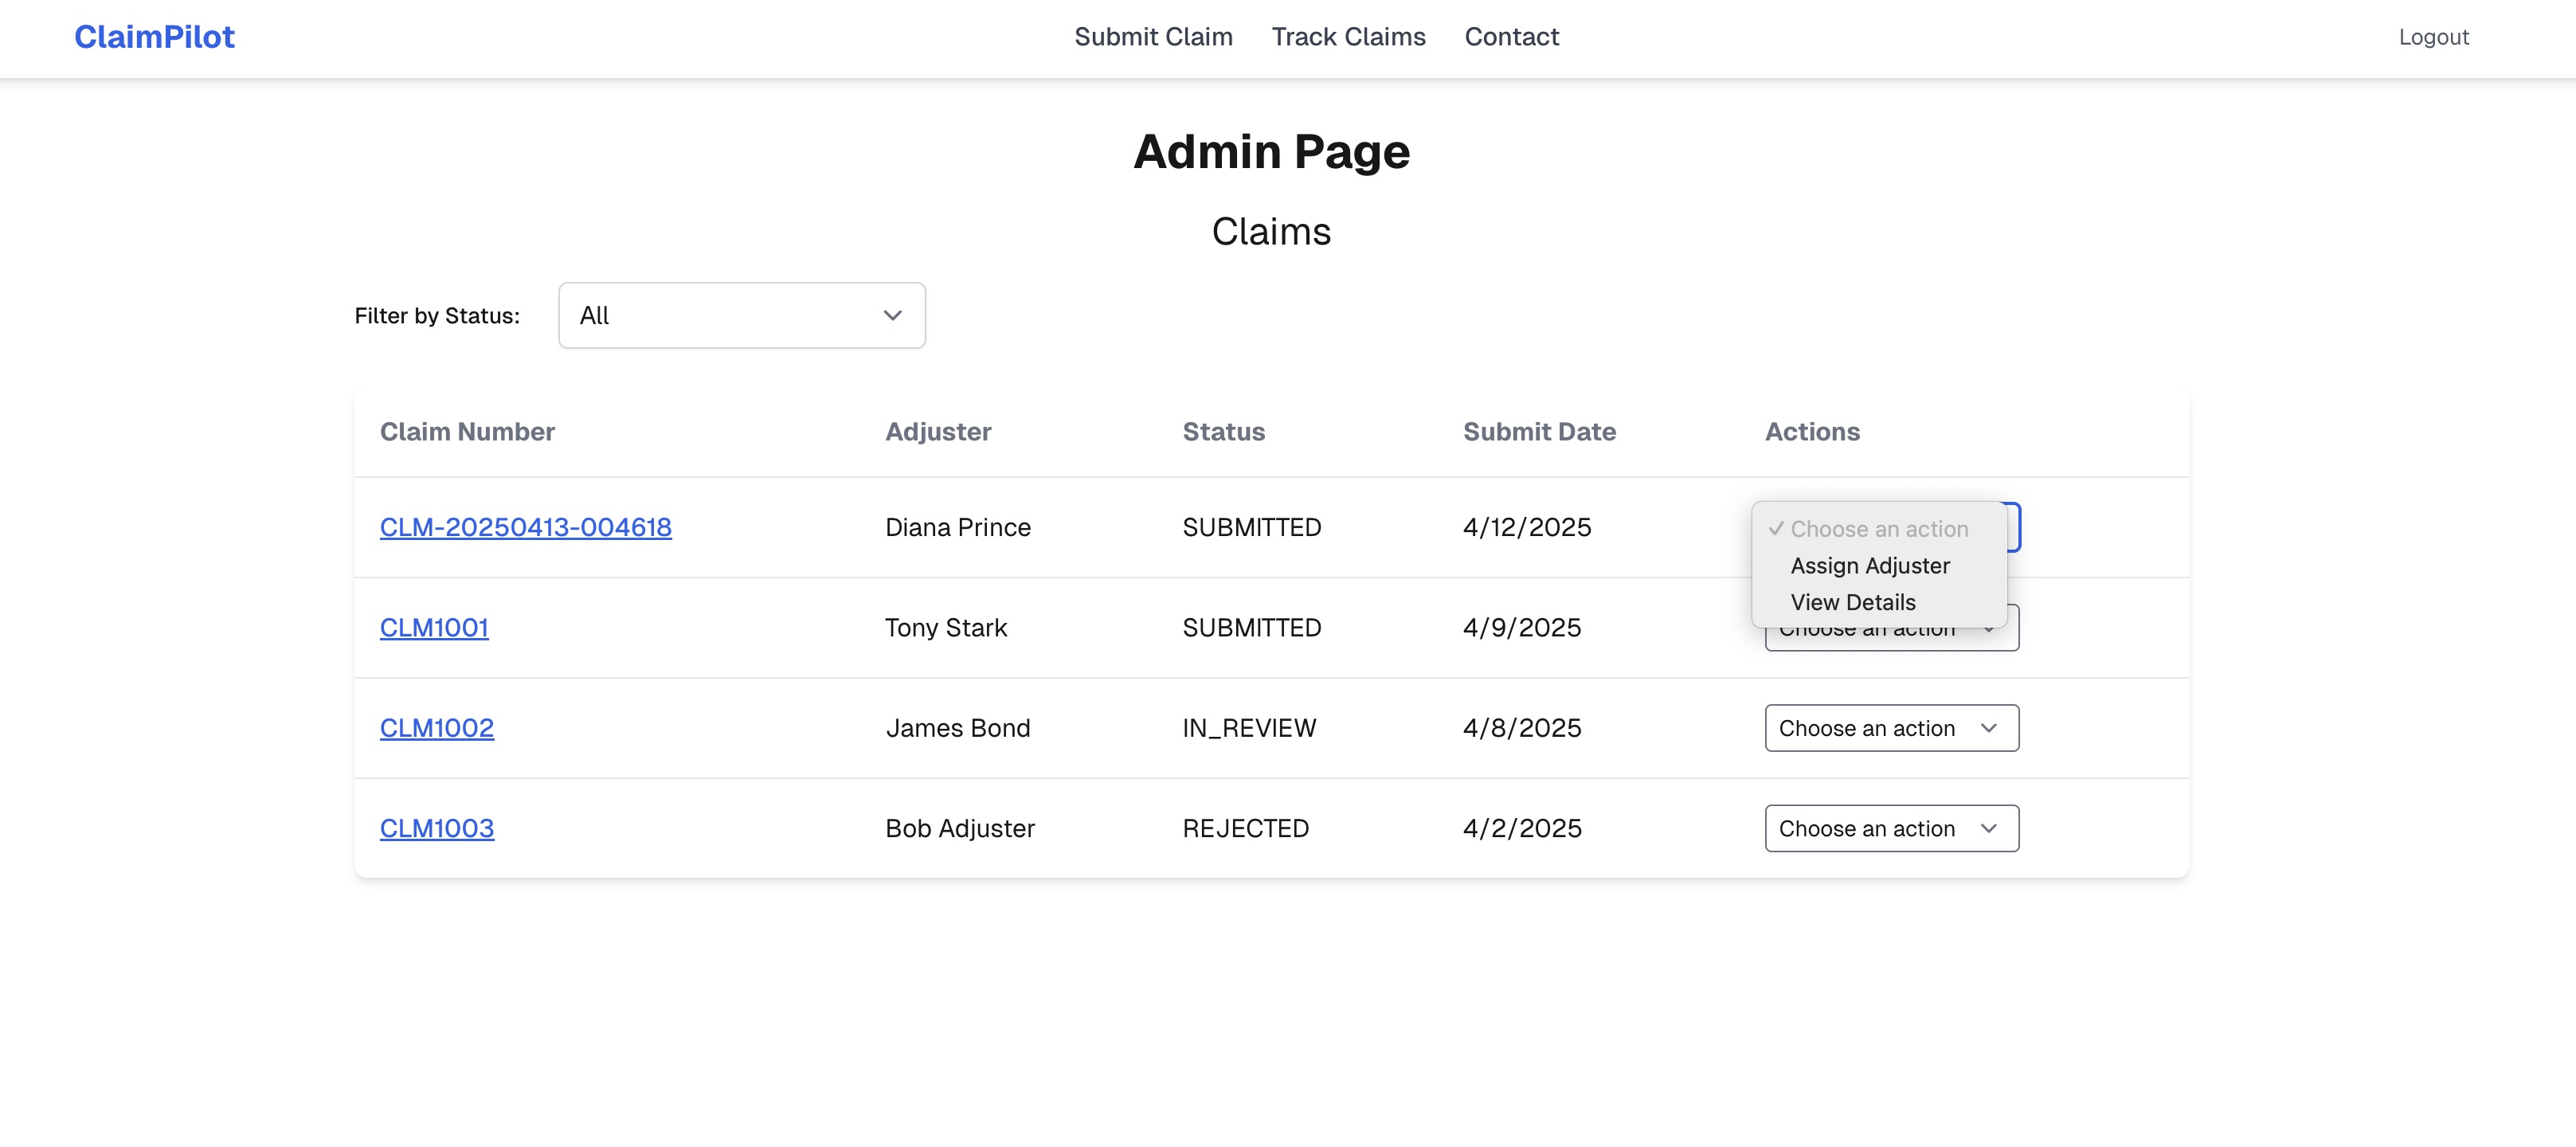 ClaimPilot
Submit Claim Track Claims Contact
Logout
Admin Page
Claims
Filter by Status: All
Claim Number Adjuster Status Submit Date Actions
CLM-20250413-004618 Diana Prince SUBMITTED 4/12/2025 Choose an action
Assign Adjuster
View Details
CLM1001 Tony Stark SUBMITTED 4/9/2025 Choose an action
CLM1002 James Bond IN_REVIEW 4/8/2025 Choose an action
CLM1003 Bob Adjuster REJECTED 4/2/2025 Choose an action